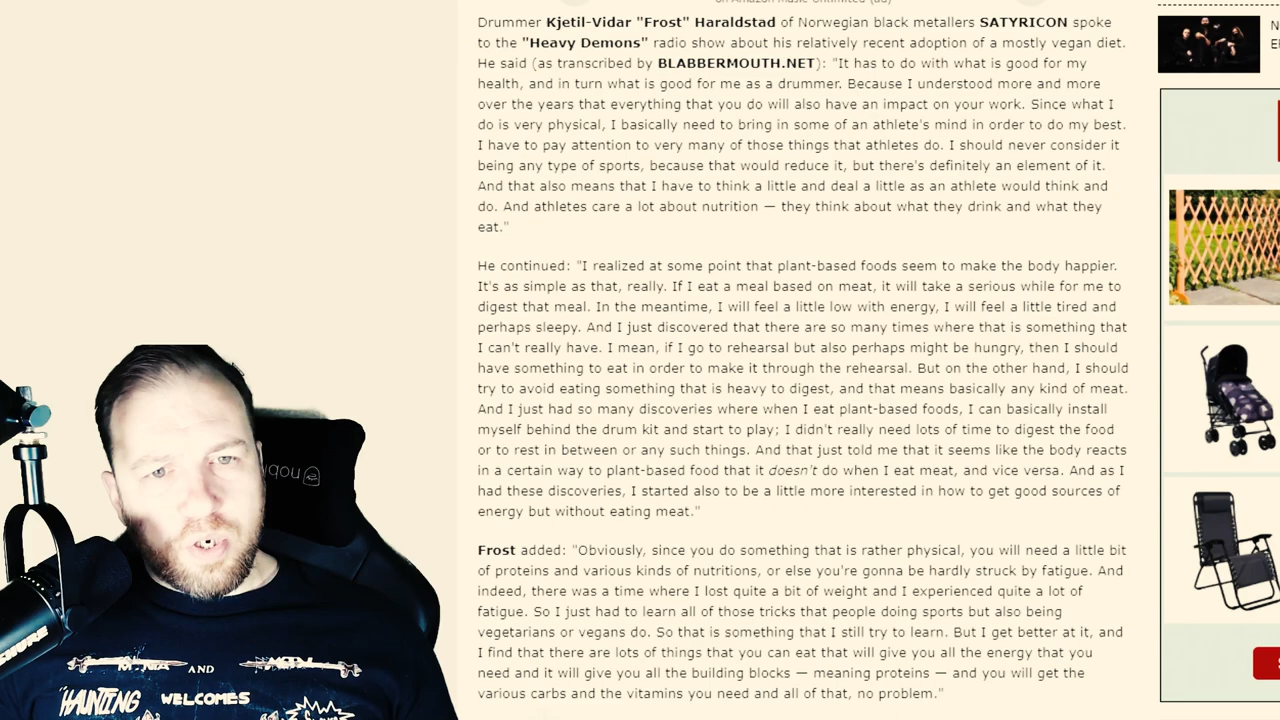 on Amazon Music Unlimited (ad)
Drummer Kjetil-Vidar "Frost" Haraldstad of Norwegian black metallers SATYRICON spoke
to the "Heavy Demons" radio show about his relatively recent adoption of a mostly vegan diet.
He said (as transcribed by BLABBERMOUTH.NET): "It has to do with what is good for my
health, and in turn what is good for me as a drummer. Because I understood more and more
over the years that everything that you do will also have an impact on your work. Since what I
do is very physical, I basically need to bring in some of an athlete's mind in order to do my best.
I have to pay attention to very many of those things that athletes do. I should never consider it
being any type of sports, because that would reduce it, but there's definitely an element of it.
And that also means that I have to think a little and deal a little as an athlete would think and
do. And athletes care a lot about nutrition — they think about what they drink and what they
eat."
He continued: "I realized at some point that plant-based foods seem to make the body happier.
It's as simple as that, really. If I eat a meal based on meat, it will take a serious while for me to
digest that meal. In the meantime, I will feel a little low with energy, I will feel a little tired and
perhaps sleepy. And I just discovered that there are so many times where that is something that
I can't really have. I mean, if I go to rehearsal but also perhaps might be hungry, then I should
have something to eat in order to make it through the rehearsal. But on the other hand, I should
try to avoid eating something that is heavy to digest, and that means basically any kind of meat.
And I just had so many discoveries where when I eat plant-based foods, I can basically install
myself behind the drum kit and start to play; I didn't really need lots of time to digest the food
or to rest in between or any such things. And that just told me that it seems like the body reacts
in a certain way to plant-based food that it doesn't do when I eat meat, and vice versa. And as I
had these discoveries, I started also to be a little more interested in how to get good sources of
energy but without eating meat."
Frost added: "Obviously, since you do something that is rather physical, you will need a little bit
of proteins and various kinds of nutritions, or else you're gonna be hardly struck by fatigue. And
indeed, there was a time where I lost quite a bit of weight and I experienced quite a lot of
fatigue. So I just had to learn all of those tricks that people doing sports but also being
vegetarians or vegans do. So that is something that I still try to learn. But I get better at it, and
I find that there are lots of things that you can eat that will give you all the energy that you
need and it will give you all the building blocks — meaning proteins — and you will get the
various carbs and the vitamins you need and all of that, no problem."
AND
HAUNTING WELCOMES